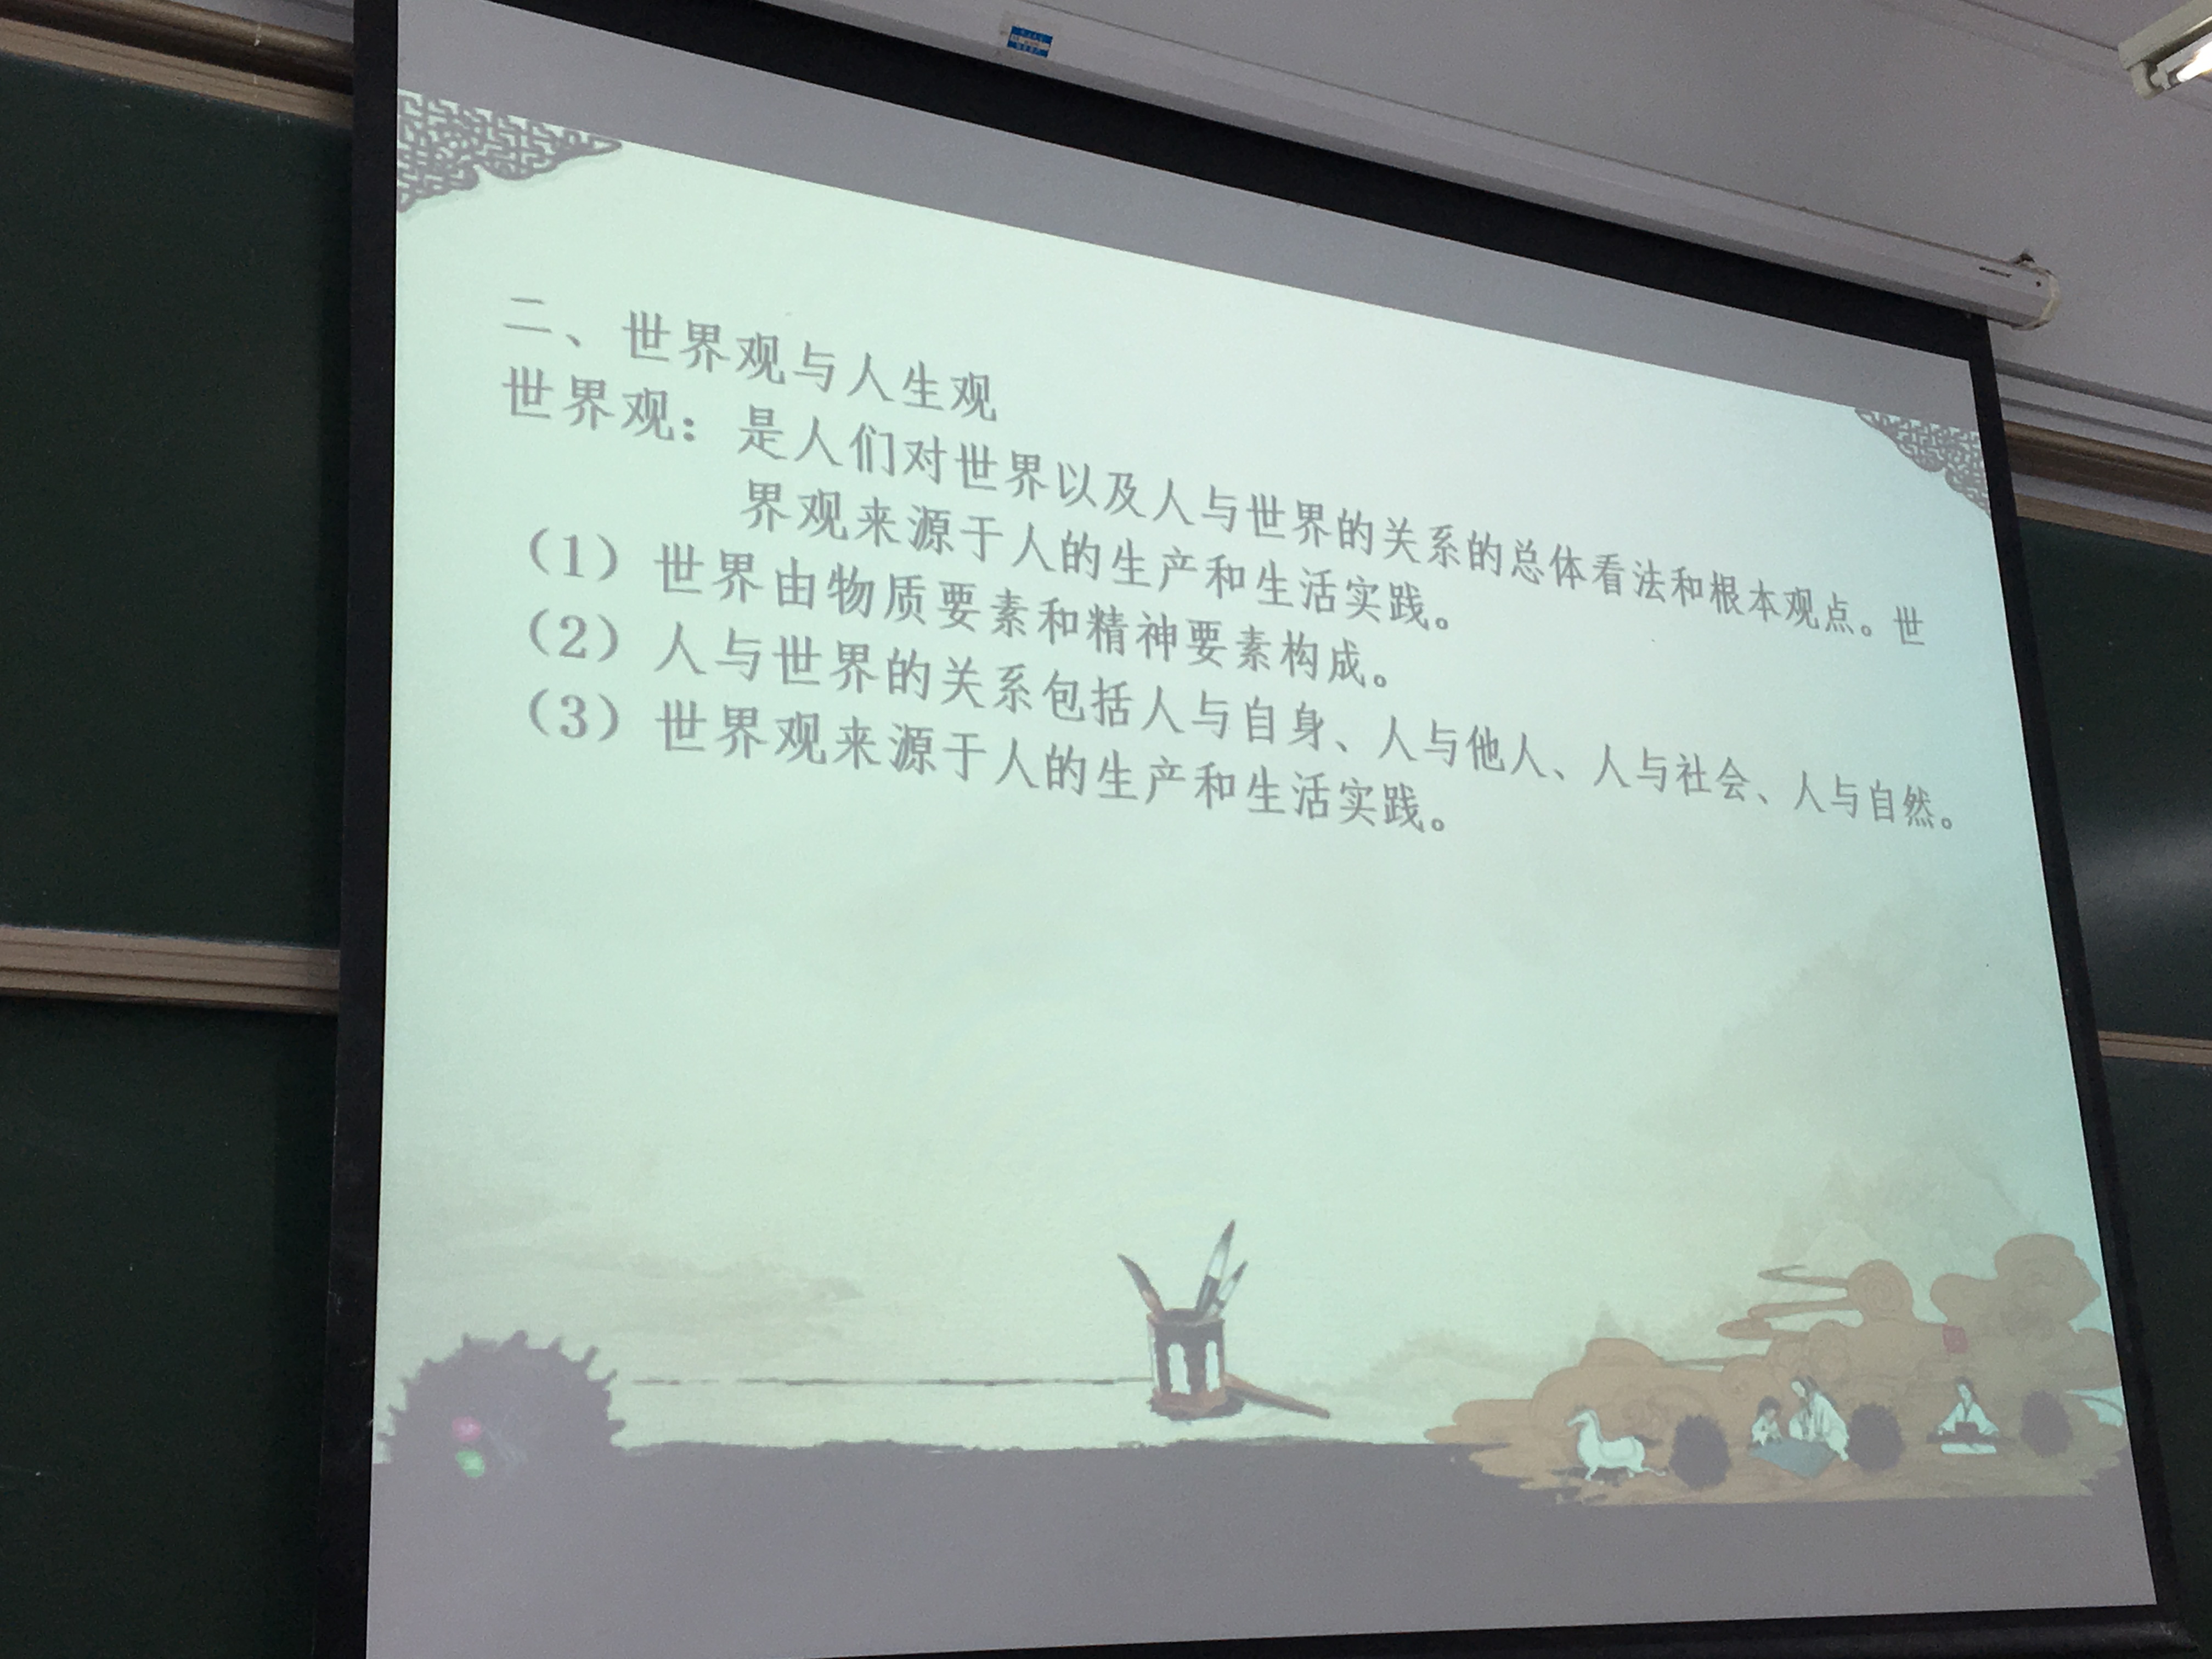 二、世界观与人生观
世界观：是人们对世界以及人与世界的关系的总体看法和根本观点。世
界观来源于人的生产和生活实践。
（1）世界由物质要素和精神要素构成。
（2）人与世界的关系包括人与自身、人与他人、人与社会、人与自然。
（3）世界观来源于人的生产和生活实践。